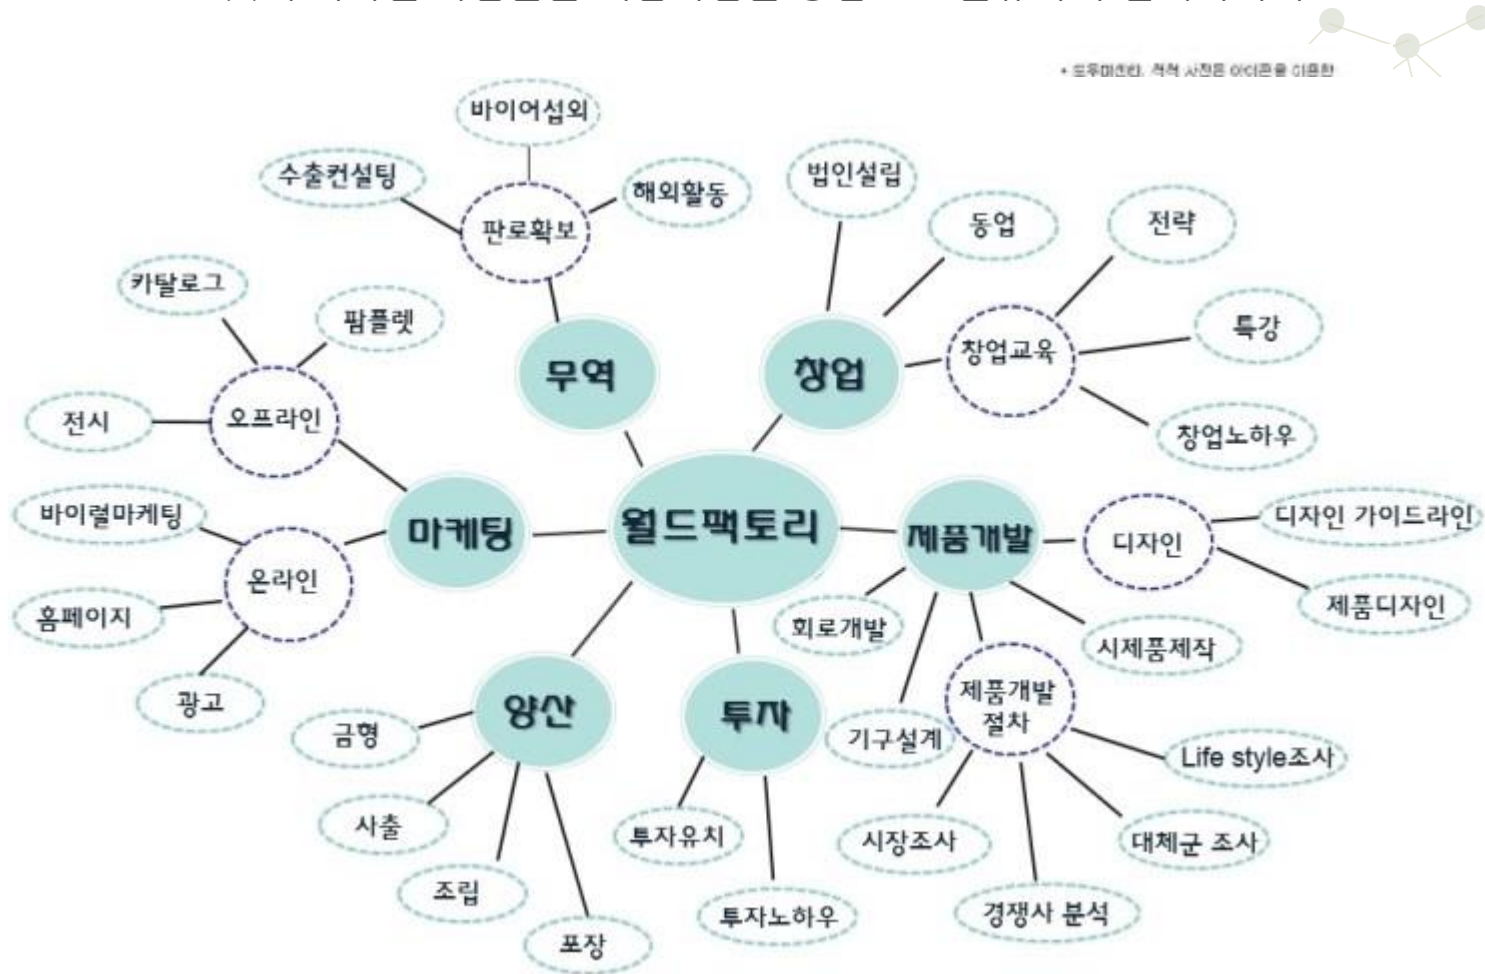 바이어섭외
수출컨설팅
해외활동
판로확보
법인설립
동업
전략
카탈로그
팜플렛
특강
창업교육
무역
창업
전시
오프라인
창업노하우
바이럴마케팅
마케팅
월드팩토리
제품개발
디자인
디자인 가이드라인
온라인
홈페이지
회로개발
제품디자인
시제품제작
광고
양산
투자
제품개발
절차
금형
기구설계
Life style조사
사출
투자유치
시장조사
대체군 조사
조립
투자노하우
경쟁사 분석
포장